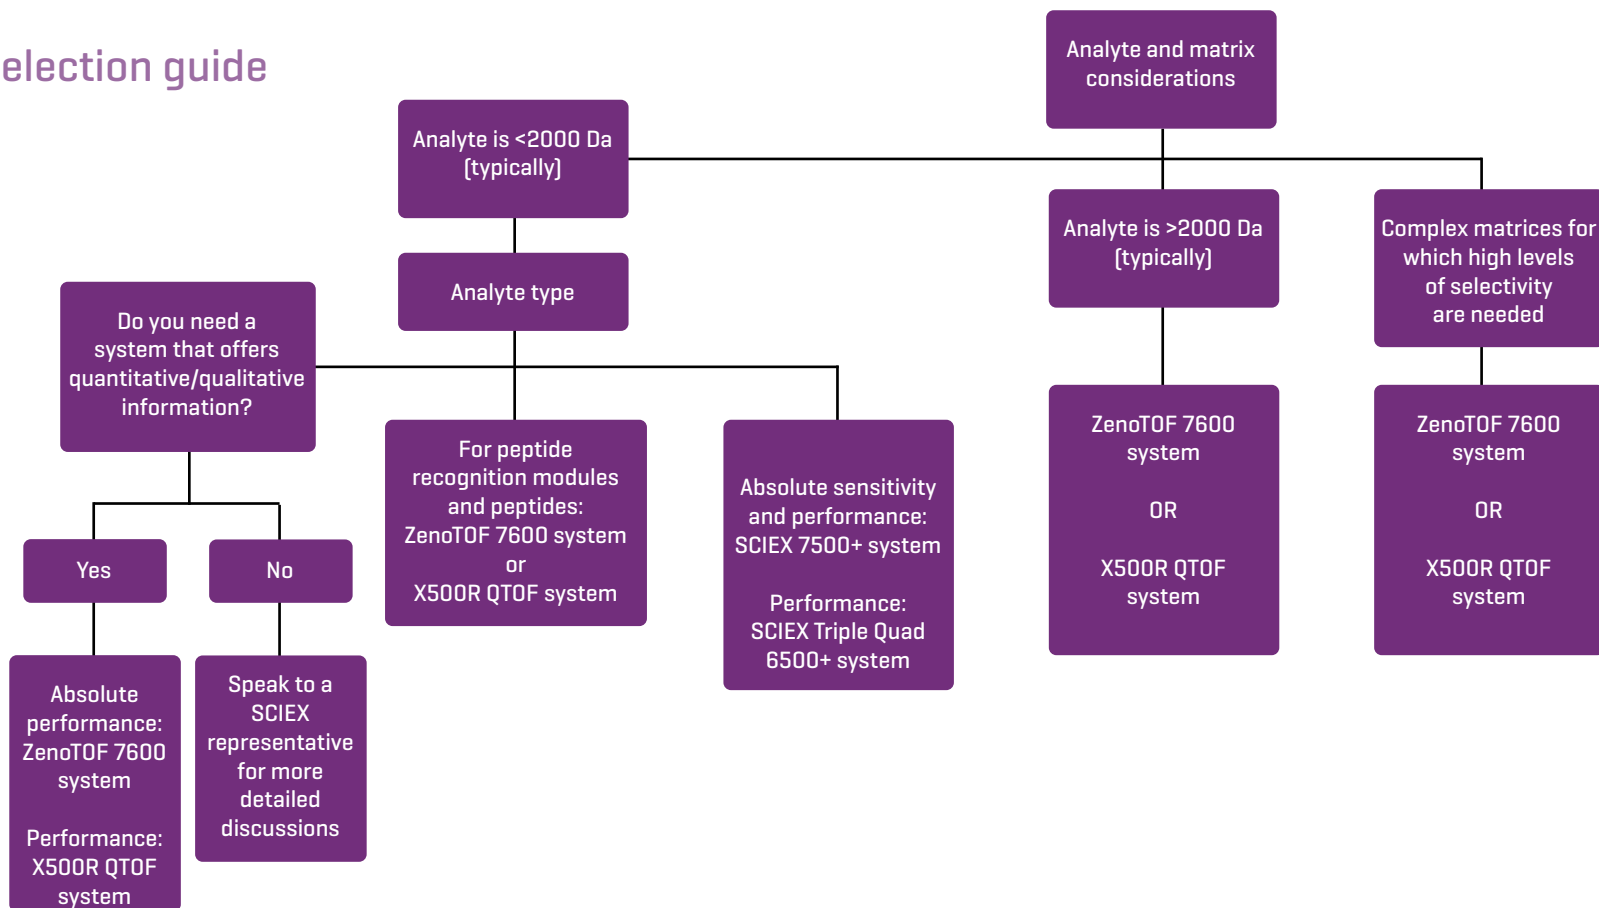 election guide
Analyte and matrix
considerations
Analyte is <2000 Da
(typically)
Analyte is >2000 Da
(typically)
Complex matrices for
which high levels
of selectivity
are needed
Analyte type
Do you need a
system that offers
quantitative/qualitative
information?
For peptide
recognition modules
and peptides:
ZenoTOF 7600 system
or
X500R QTOF system
Absolute sensitivity
and performance:
SCIEX 7500+ system
Performance:
SCIEX Triple Quad
6500+ system
ZenoTOF 7600
system
OR
X500R QTOF
system
ZenoTOF 7600
system
OR
X500R QTOF
system
Yes
No
Absolute
performance:
ZenoTOF 7600
system
Performance:
X500R QTOF
system
Speak to a
SCIEX
representative
for more
detailed
discussions